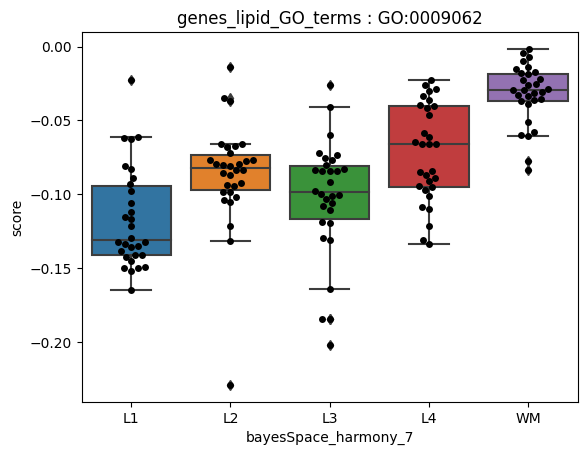 genes_lipid_GO_terms : GO:0009062
0.00
−0.05
−0.10
−0.15
−0.20
score
L1 L2 L3 L4 WM
bayesSpace_harmony_7